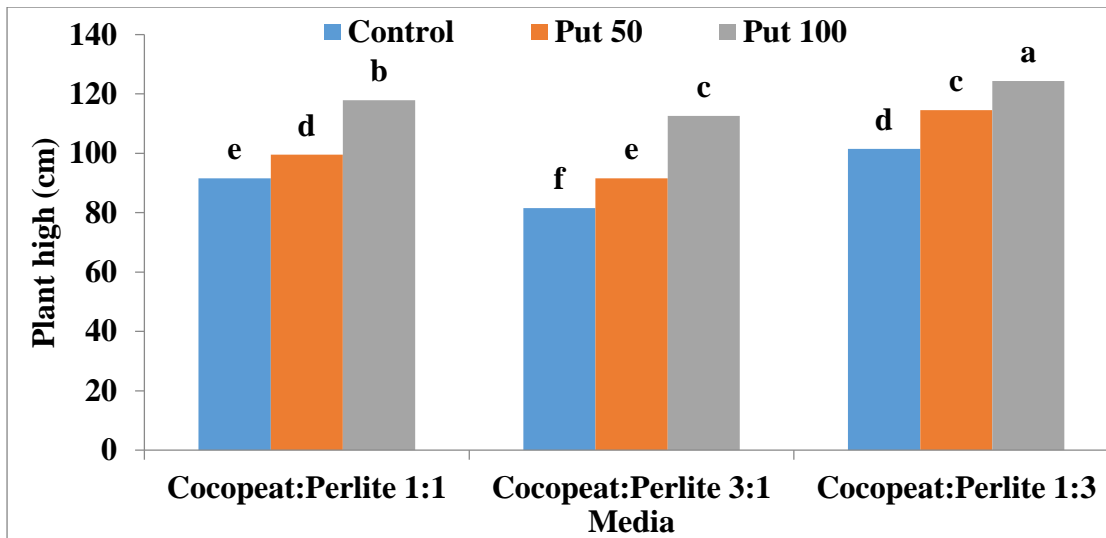 140
120
100
80
60
40
20
0
Plant high (cm)
Control Put 50 Put 100
e d b
f e c
d c a
Cocopeat:Perlite 1:1 Cocopeat:Perlite 3:1 Cocopeat:Perlite 1:3
Media